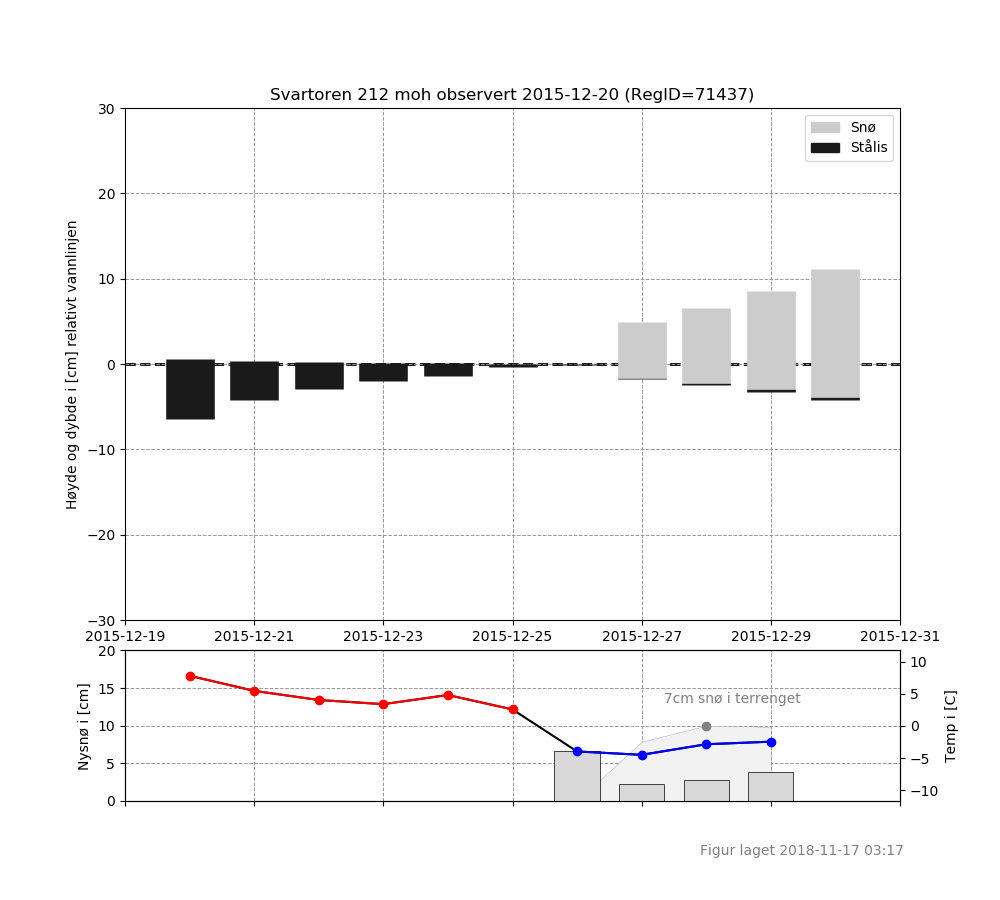 Svartoren 212 moh observert 2015-12-20 (RegID=71437)
Snø
Stålis
Høyde og dybde i [cm] relativt vannlinjen
30
20
10
0
−10
−20
−30
2015-12-19 2015-12-21 2015-12-23 2015-12-25 2015-12-27 2015-12-29 2015-12-31
Nysnø i [cm]
20
15
10
5
0
7cm snø i terrenget
10
5
0
−5
−10
Temp i [C]
Figur laget 2018-11-17 03:17